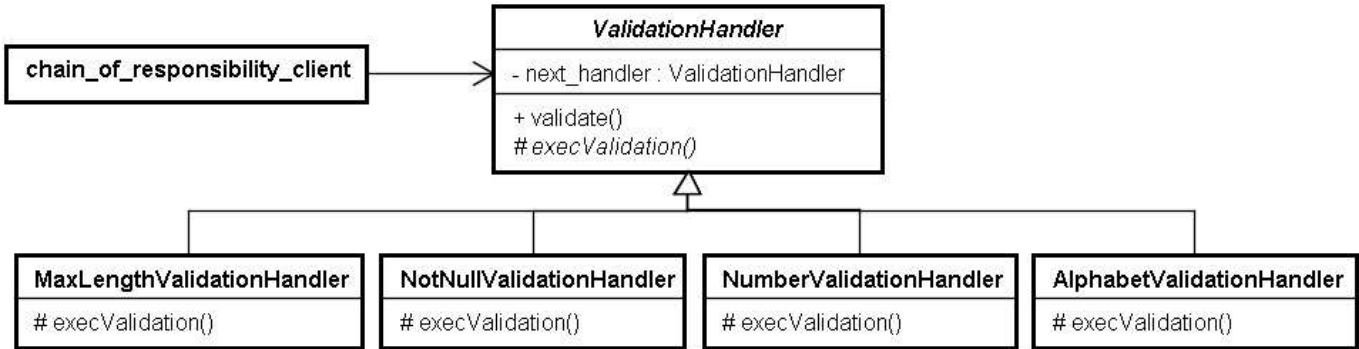 ValidationHandler
chain_of_responsibility_client
- next_handler : ValidationHandler
+ validate()
# execValidation()
MaxLengthValidationHandler
# execValidation()
NotNullValidationHandler
# execValidation()
NumberValidationHandler
# execValidation()
AlphabetValidationHandler
# execValidation()